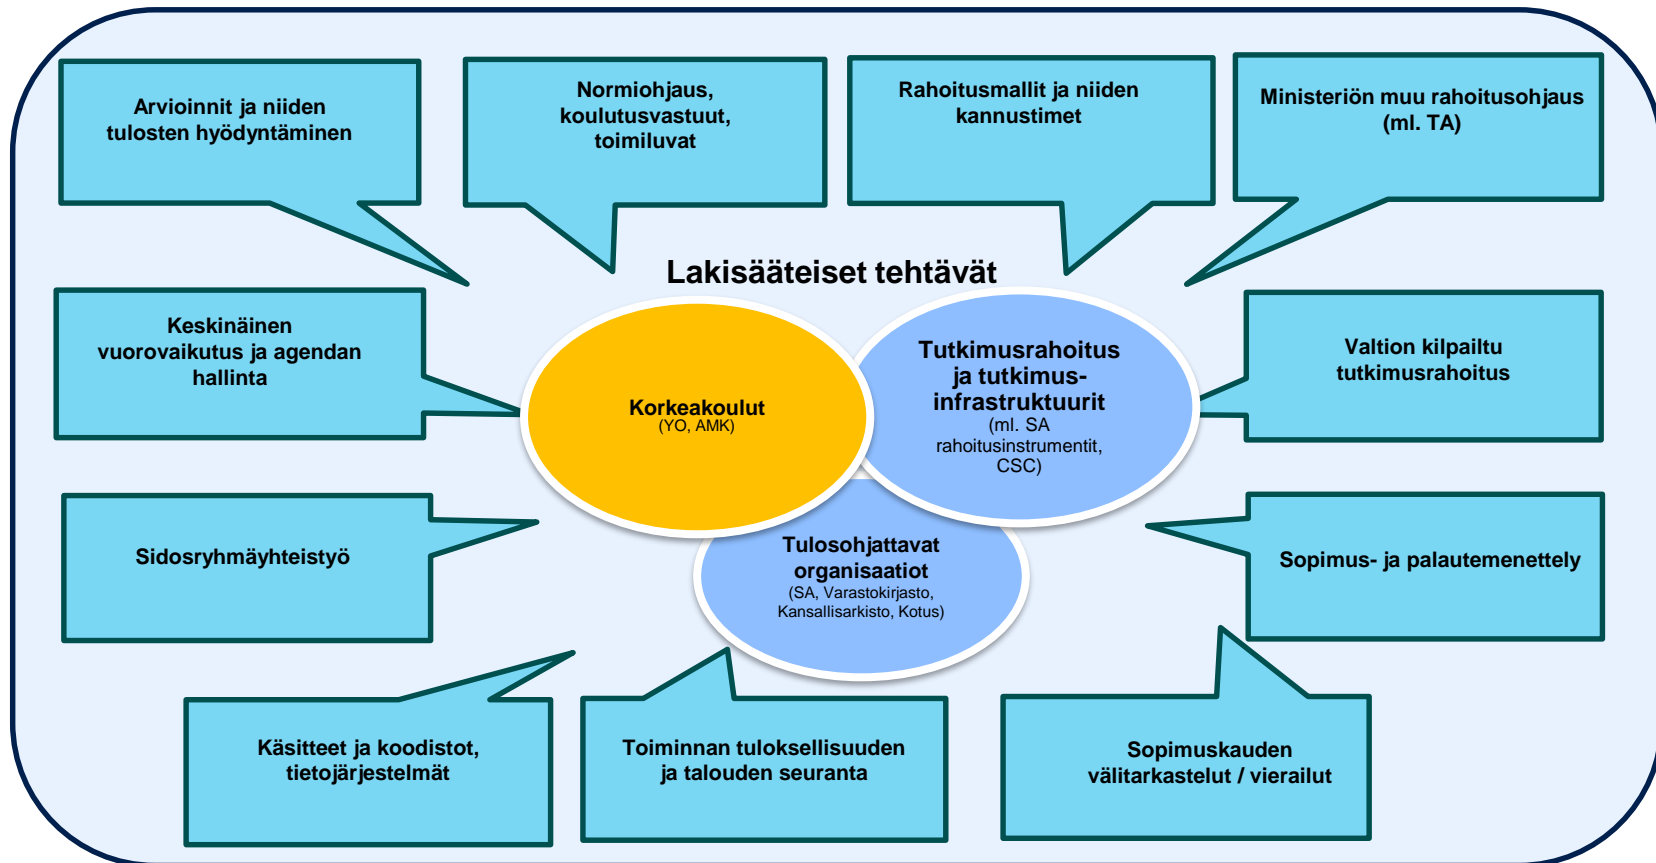 Arvioinnit ja niiden
tulosten hyödyntäminen
Normiohjaus,
koulutusvastuut,
toimiluvat
Rahoitusmallit ja niiden
kannustimet
Ministeriön muu rahoitusohjaus
(ml. TA)
Lakisääteiset tehtävät
Keskinäinen
vuorovaikutus ja agendan
hallinta
Korkeakoulut
(YO, AMK)
Tutkimusrahoitus
ja tutkimus-
infrastruktuurit
(ml. SA
rahoitusinstrumentit,
CSC)
Valtion kilpailtu
tutkimusrahoitus
Sidosryhmäyhteistyö
Tulosohjattavat
organisaatiot
(SA, Varastokirjasto,
Kansallisarkisto, Kotus)
Sopimus- ja palautemenettely
Käsitteet ja koodistot,
tietojärjestelmät
Toiminnan tuloksellisuuden
ja talouden seuranta
Sopimuskauden
välitarkastelut / vierailut